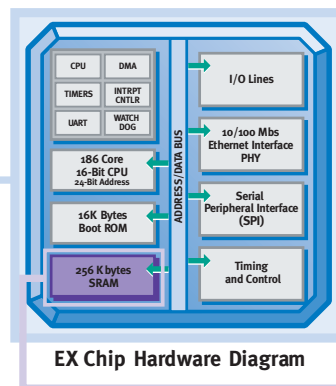 CPU
DMA
TIMERS
INTRPT
CNTLR
UART
WATCH
DOG
186 Core
16-Bit CPU
24-Bit Address
16K Bytes
Boot ROM
256 K bytes
SRAM
ADDRESS/DATA BUS
I/O Lines
10/100 Mbs
Ethernet Interface
PHY
Serial
Peripheral Interface
(SPI)
Timing
and Control
EX Chip Hardware Diagram